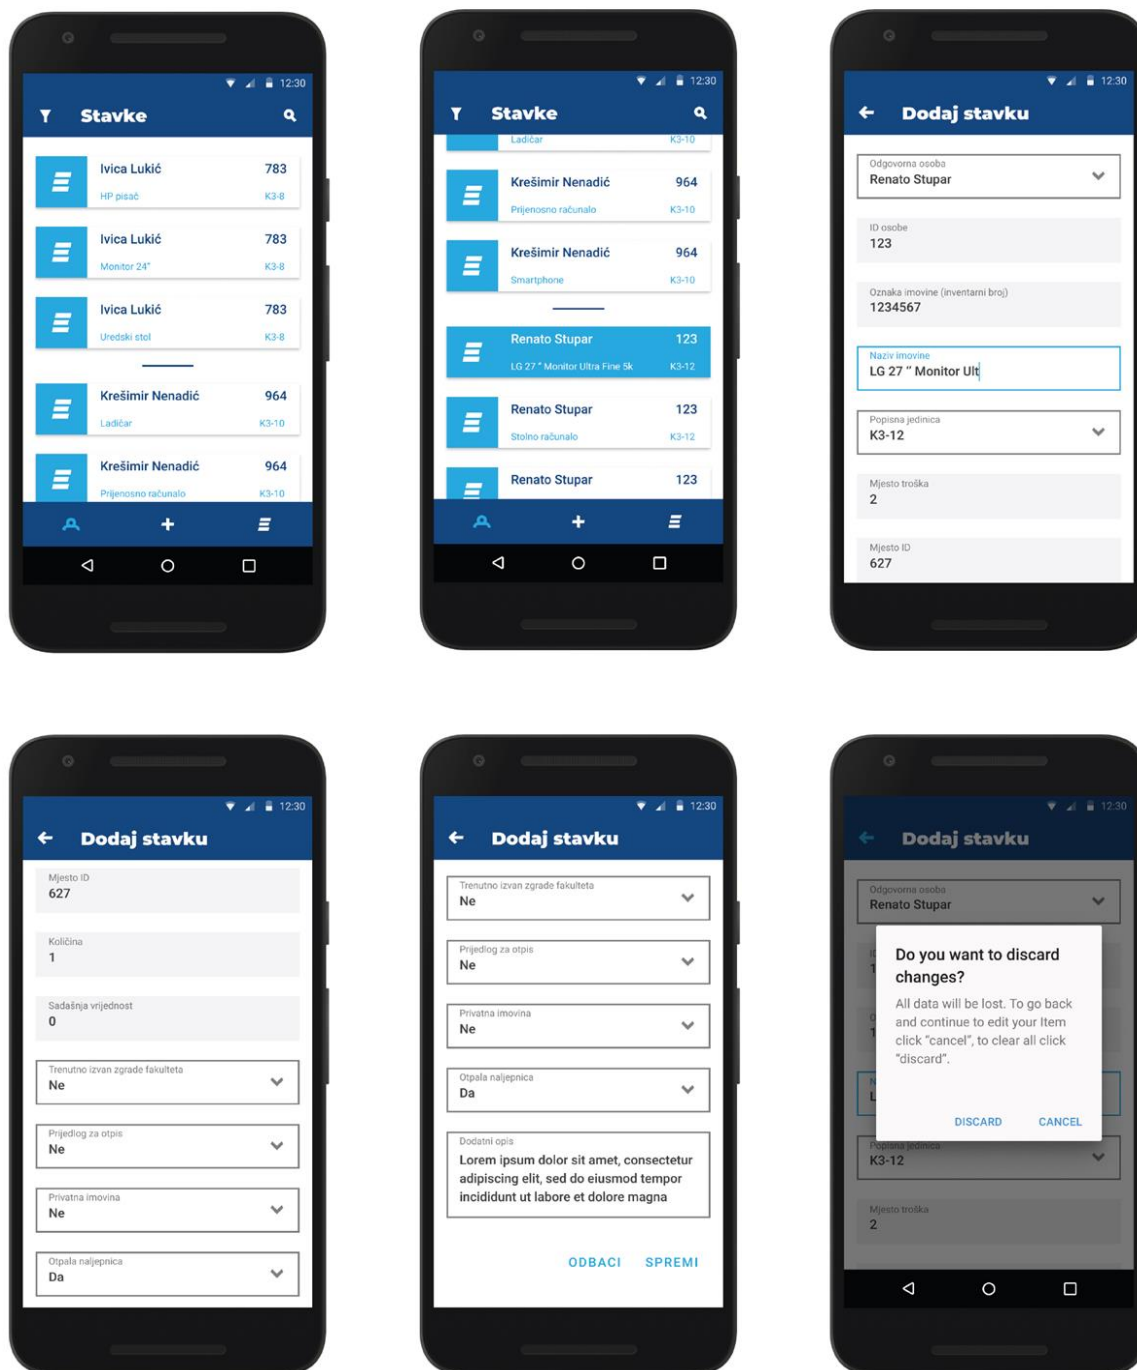 12:30
Stavke
Ivica Lukić 783
HP pisač K3-8
Ivica Lukić 783
Monitor 24" K3-8
Ivica Lukić 783
Uredski stol K3-8
Krešimir Nenadić 964
Ladičar K3-10
Krešimir Nenadić 964
Prijenosno računalo K3-10
12:30
Stavke
Ladičar K3-10
Krešimir Nenadić 964
Prijenosno računalo K3-10
Krešimir Nenadić 964
Smartphone K3-10
Renato Stupar 123
LG 27 " Monitor Ultra Fine 5k K3-12
Renato Stupar 123
Stolno računalo K3-12
Renato Stupar 123
12:30
Dodaj stavku
Odgovorna osoba
Renato Stupar
ID osobe
123
Oznaka imovine (inventarni broj)
1234567
Naziv imovine
LG 27 " Monitor Ult
Popisna jedinica
K3-12
Mjesto troška
2
Mjesto ID
627
12:30
Dodaj stavku
Mjesto ID
627
Količina
1
Sadašnja vrijednost
0
Trenutno izvan zgrade fakulteta
Ne
Prijedlog za otpis
Ne
Privatna imovina
Ne
Otpala naljepnica
Da
12:30
Dodaj stavku
Trenutno izvan zgrade fakulteta
Ne
Prijedlog za otpis
Ne
Privatna imovina
Ne
Otpala naljepnica
Da
Dodatni opis
Lorem ipsum dolor sit amet, consectetur
adipiscing elit, sed do eiusmod tempor
incididunt ut labore et dolore magna
ODBACI SPREMI
12:30
Dodaj stavku
Odgovorna osoba
Renato Stupar
Do you want to discard
changes?
All data will be lost. To go back
and continue to edit your Item
click "cancel", to clear all click
"discard".
DISCARD CANCEL
Popisna jedinica
K3-12
Mjesto troška
2